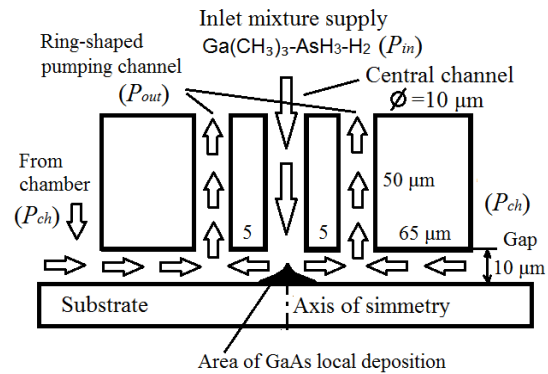 Inlet mixture supply
Ga(CH3)3-AsH3-H2 (Pin)
Ring-shaped
pumping channel
(Pout)
Central channel
Ø =10 µm
From
chamber
(Pch)
50 µm
(Pch)
5
5
65 µm
Gap
10 µm
Substrate
Axis of simmetry
Area of GaAs local deposition